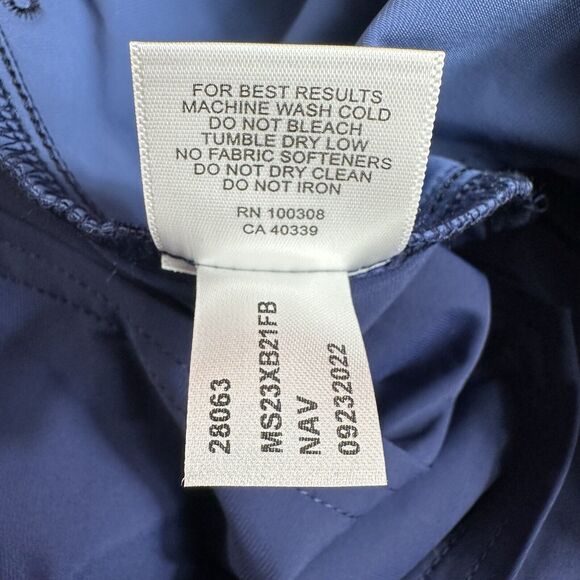 FOR BEST RESULTS
MACHINE WASH COLD
DO NOT BLEACH
TUMBLE DRY LOW
NO FABRIC SOFTENERS
DO NOT DRY CLEAN
DO NOT IRON
RN 100308
CA 40339
28063
MS23XB21FB
NAV
09232022